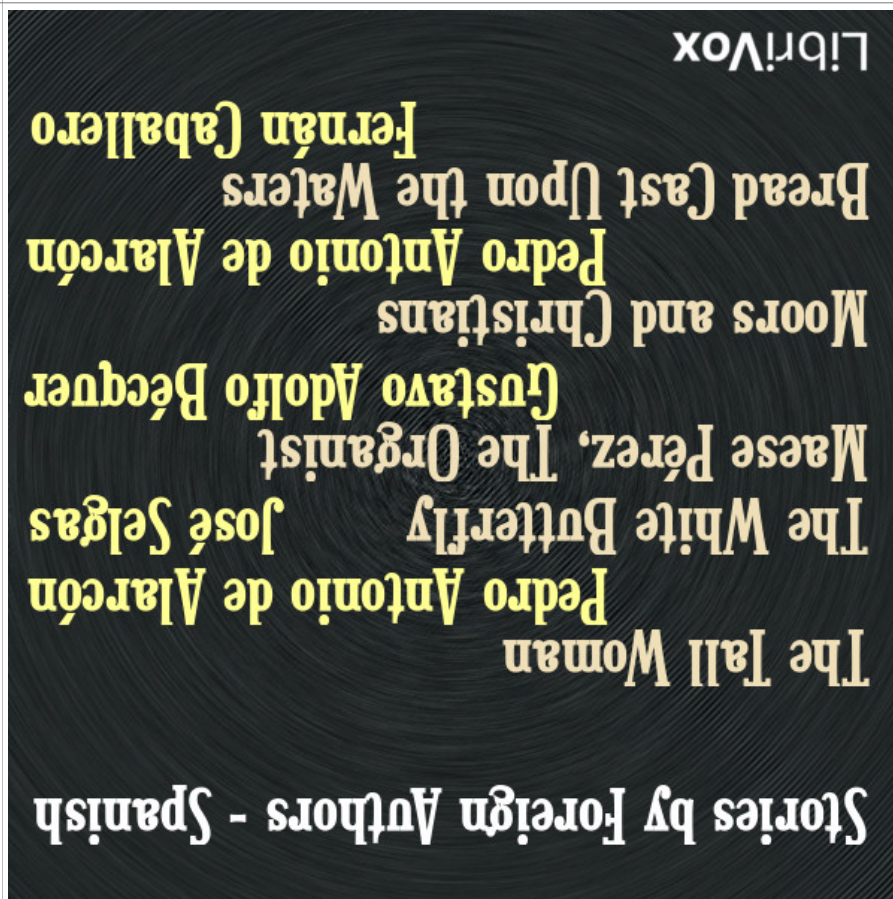 Stories by Foreign Authors - Spanish
The Tall Woman
Pedro Antonio de Alarcón
The White Butterfly José Selgas
Maese Pérez, The Organist
Gustavo Adolfo Bécquer
Moors and Christians
Pedro Antonio de Alarcón
Bread Cast Upon the Waters
Fernán Caballero
LibriVox